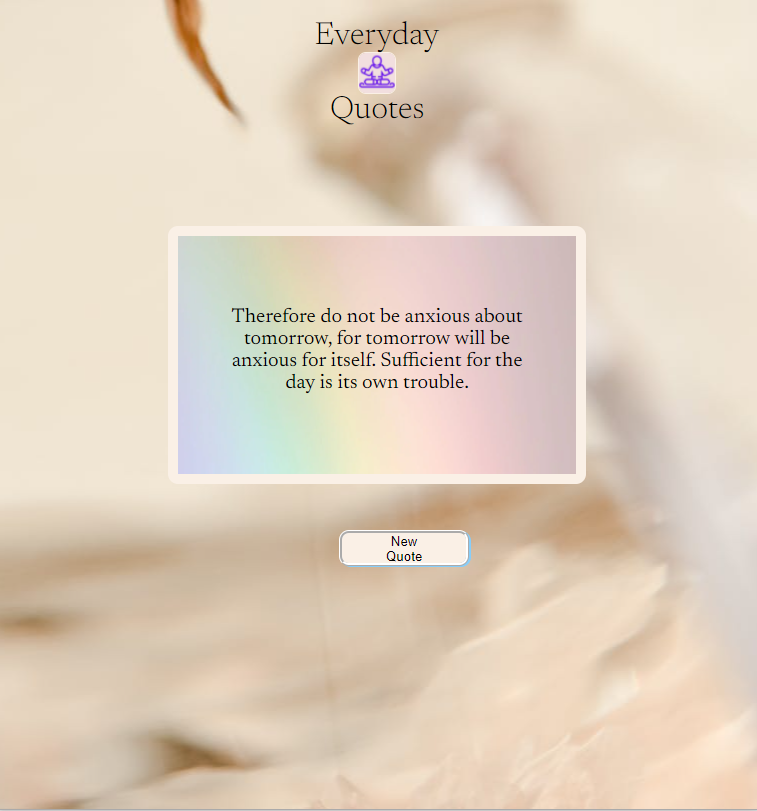 Everyday
Quotes
Therefore do not be anxious about
tomorrow, for tomorrow will be
anxious for itself. Sufficient for the
day is its own trouble.
New
Quote